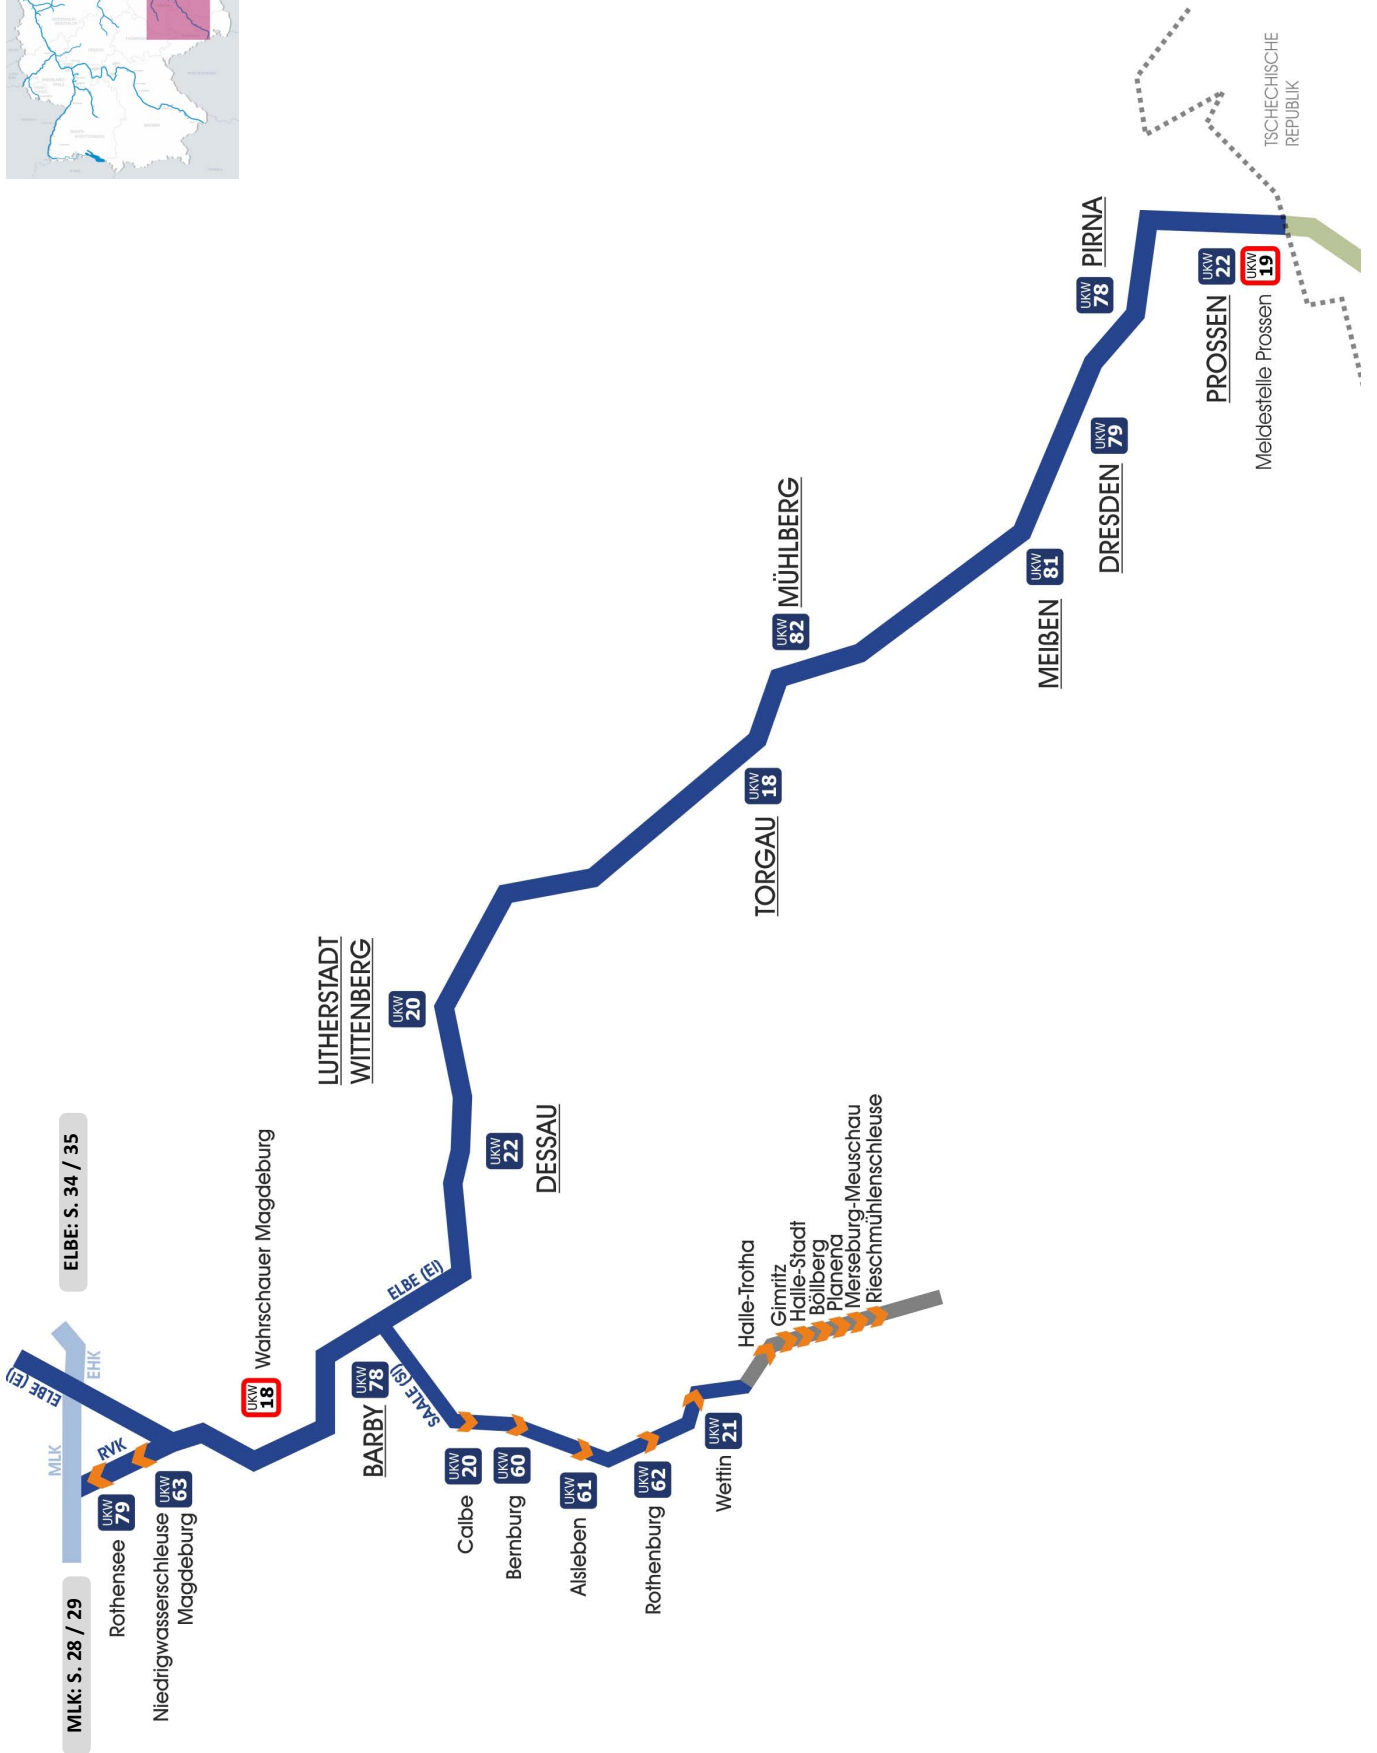 MLK: S. 28 / 29
ELBE: S. 34 / 35
MLK
EHK
ELBE (El)
RVK
UKW
79
Rothensee
UKW
63
Niedrigwasserschleuse
Magdeburg
UKW
18
Wahrschauer Magdeburg
BARBY
UKW
78
ELBE (El)
SAALE (Sl)
UKW
20
Calbe
UKW
60
Bernburg
UKW
61
Alsleben
UKW
62
Rothenburg
UKW
21
Wettin
Halle-Trotha
Gimritz
Halle-Stadt
Böllberg
Planena
Merseburg-Meuschau
Rieschmühlenschleuse
UKW
22
DESSAU
LUTHERSTADT
WITTENBERG
UKW
20
TORGAU
UKW
18
UKW
82
MÜHLBERG
MEIßEN
UKW
81
DRESDEN
UKW
79
UKW
78
PIRNA
PROSSEN
UKW
22
Meldestelle Prossen
UKW
19
TSCHECHISCHE
REPUBLIK